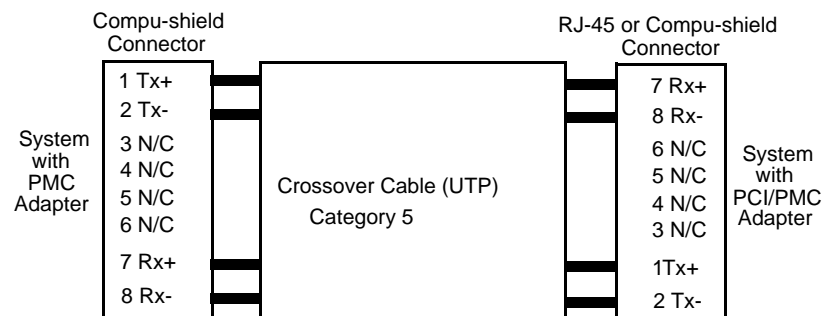 Compu-shield
Connector
RJ-45 or Compu-shield
Connector
System
with
PMC
Adapter
1 Tx+
2 Tx-
3 N/C
4 N/C
5 N/C
6 N/C
7 Rx+
8 Rx-
Crossover Cable (UTP)
Category 5
7 Rx+
8 Rx-
6 N/C
5 N/C
4 N/C
3 N/C
1Tx+
2 Tx-
System
with
PCI/PMC
Adapter